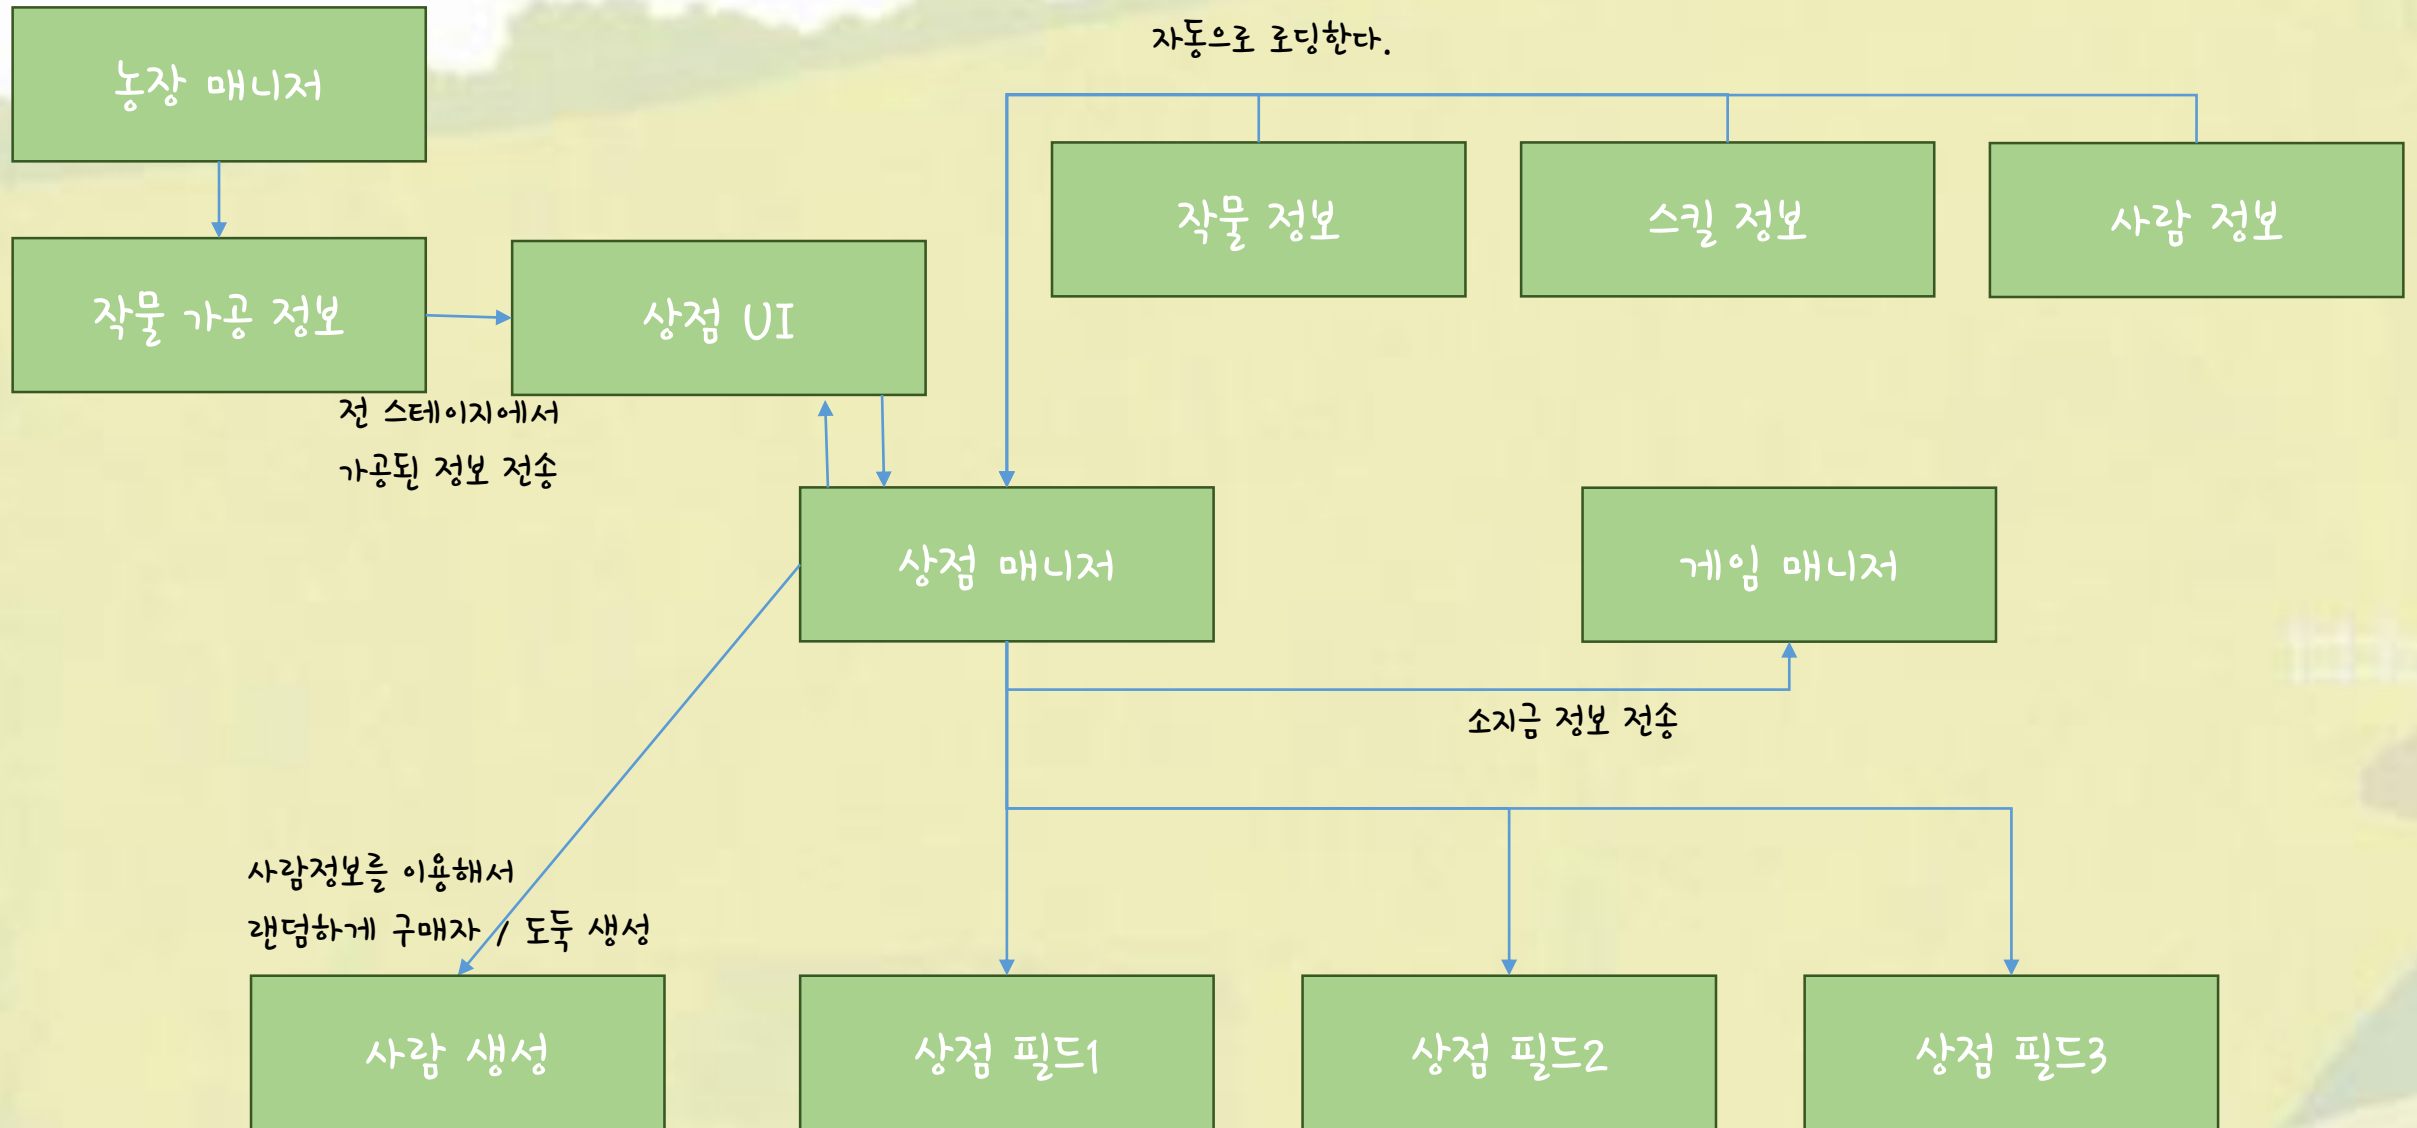 자동으로 로딩한다.
농장 매니저
작물 정보
스킬 정보
사람 정보
작물 가공 정보
상점 UI
전 스테이지에서
가공된 정보 전송
상점 매니저
게임 매니저
소지금 정보 전송
사람정보를 이용해서
랜덤하게 구매자 / 도둑 생성
사람 생성
상점 필드1
상점 필드2
상점 필드3